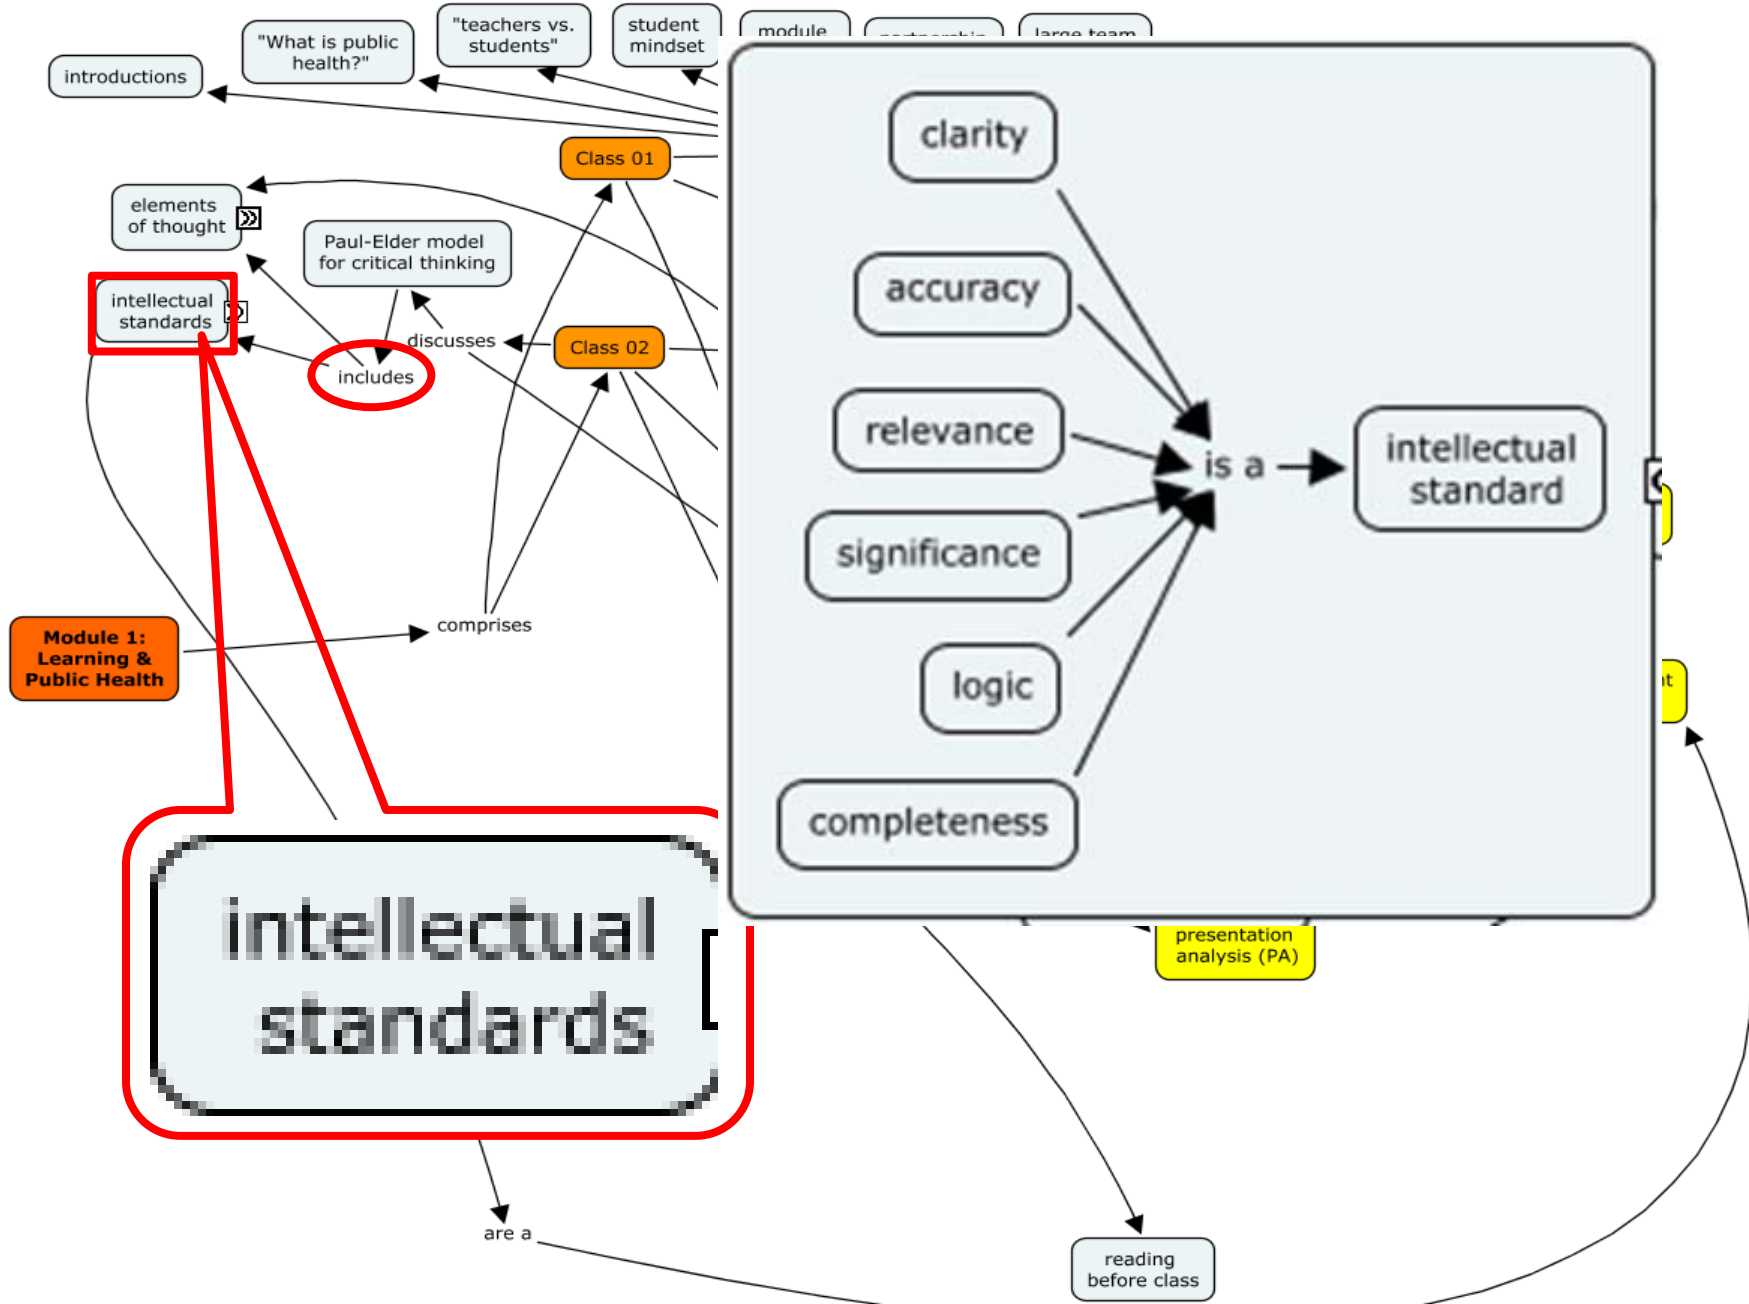 "teachers vs.
students"
student
mindset
module
"What is public
health?"
introductions
Class 01
elements
of thought
Paul-Elder model
for critical thinking
intellectual
standards
discusses
Class 02
includes
comprises
Module 1:
Learning &
Public Health
clarity
accuracy
relevance
is a
intellectual
standard
significance
logic
completeness
intellectual
standards
presentation
analysis (PA)
are a
reading
before class